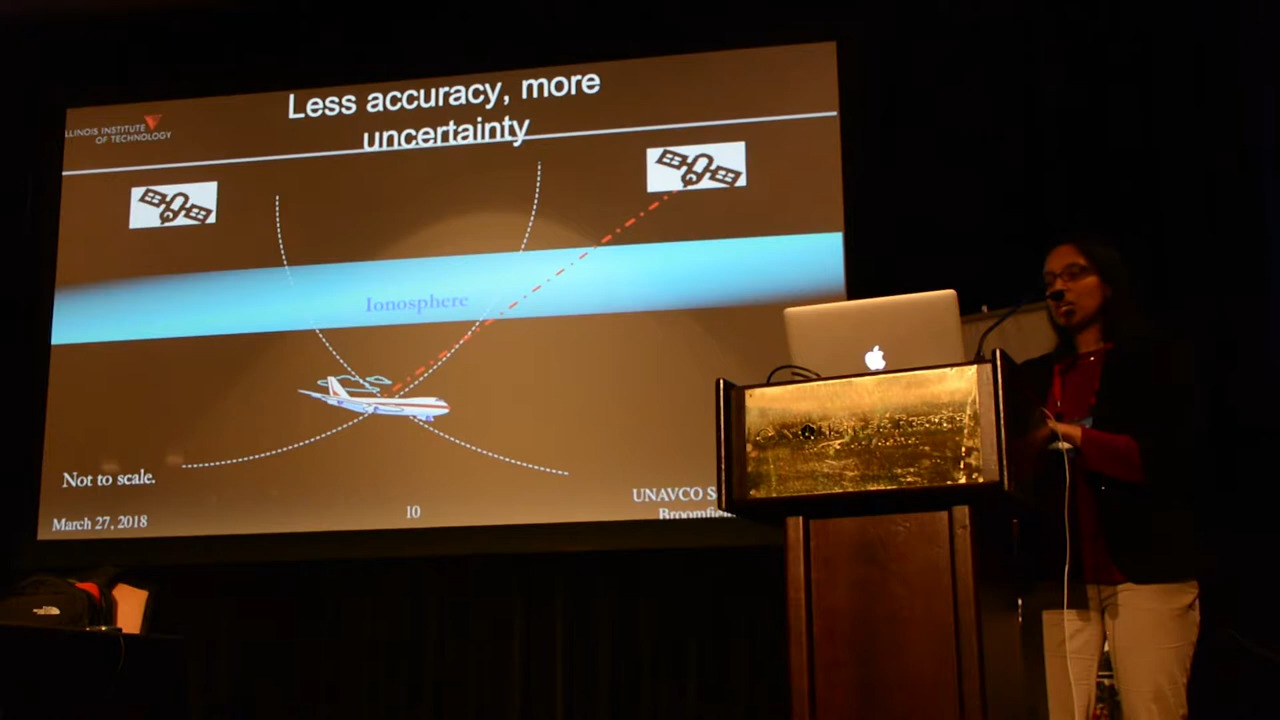 Less accuracy, more
uncertainty
ILLINOIS INSTITUTE
OF TECHNOLOGY
Ionosphere
Not to scale.
March 27, 2018
10
UNAVCO S
Broomfie